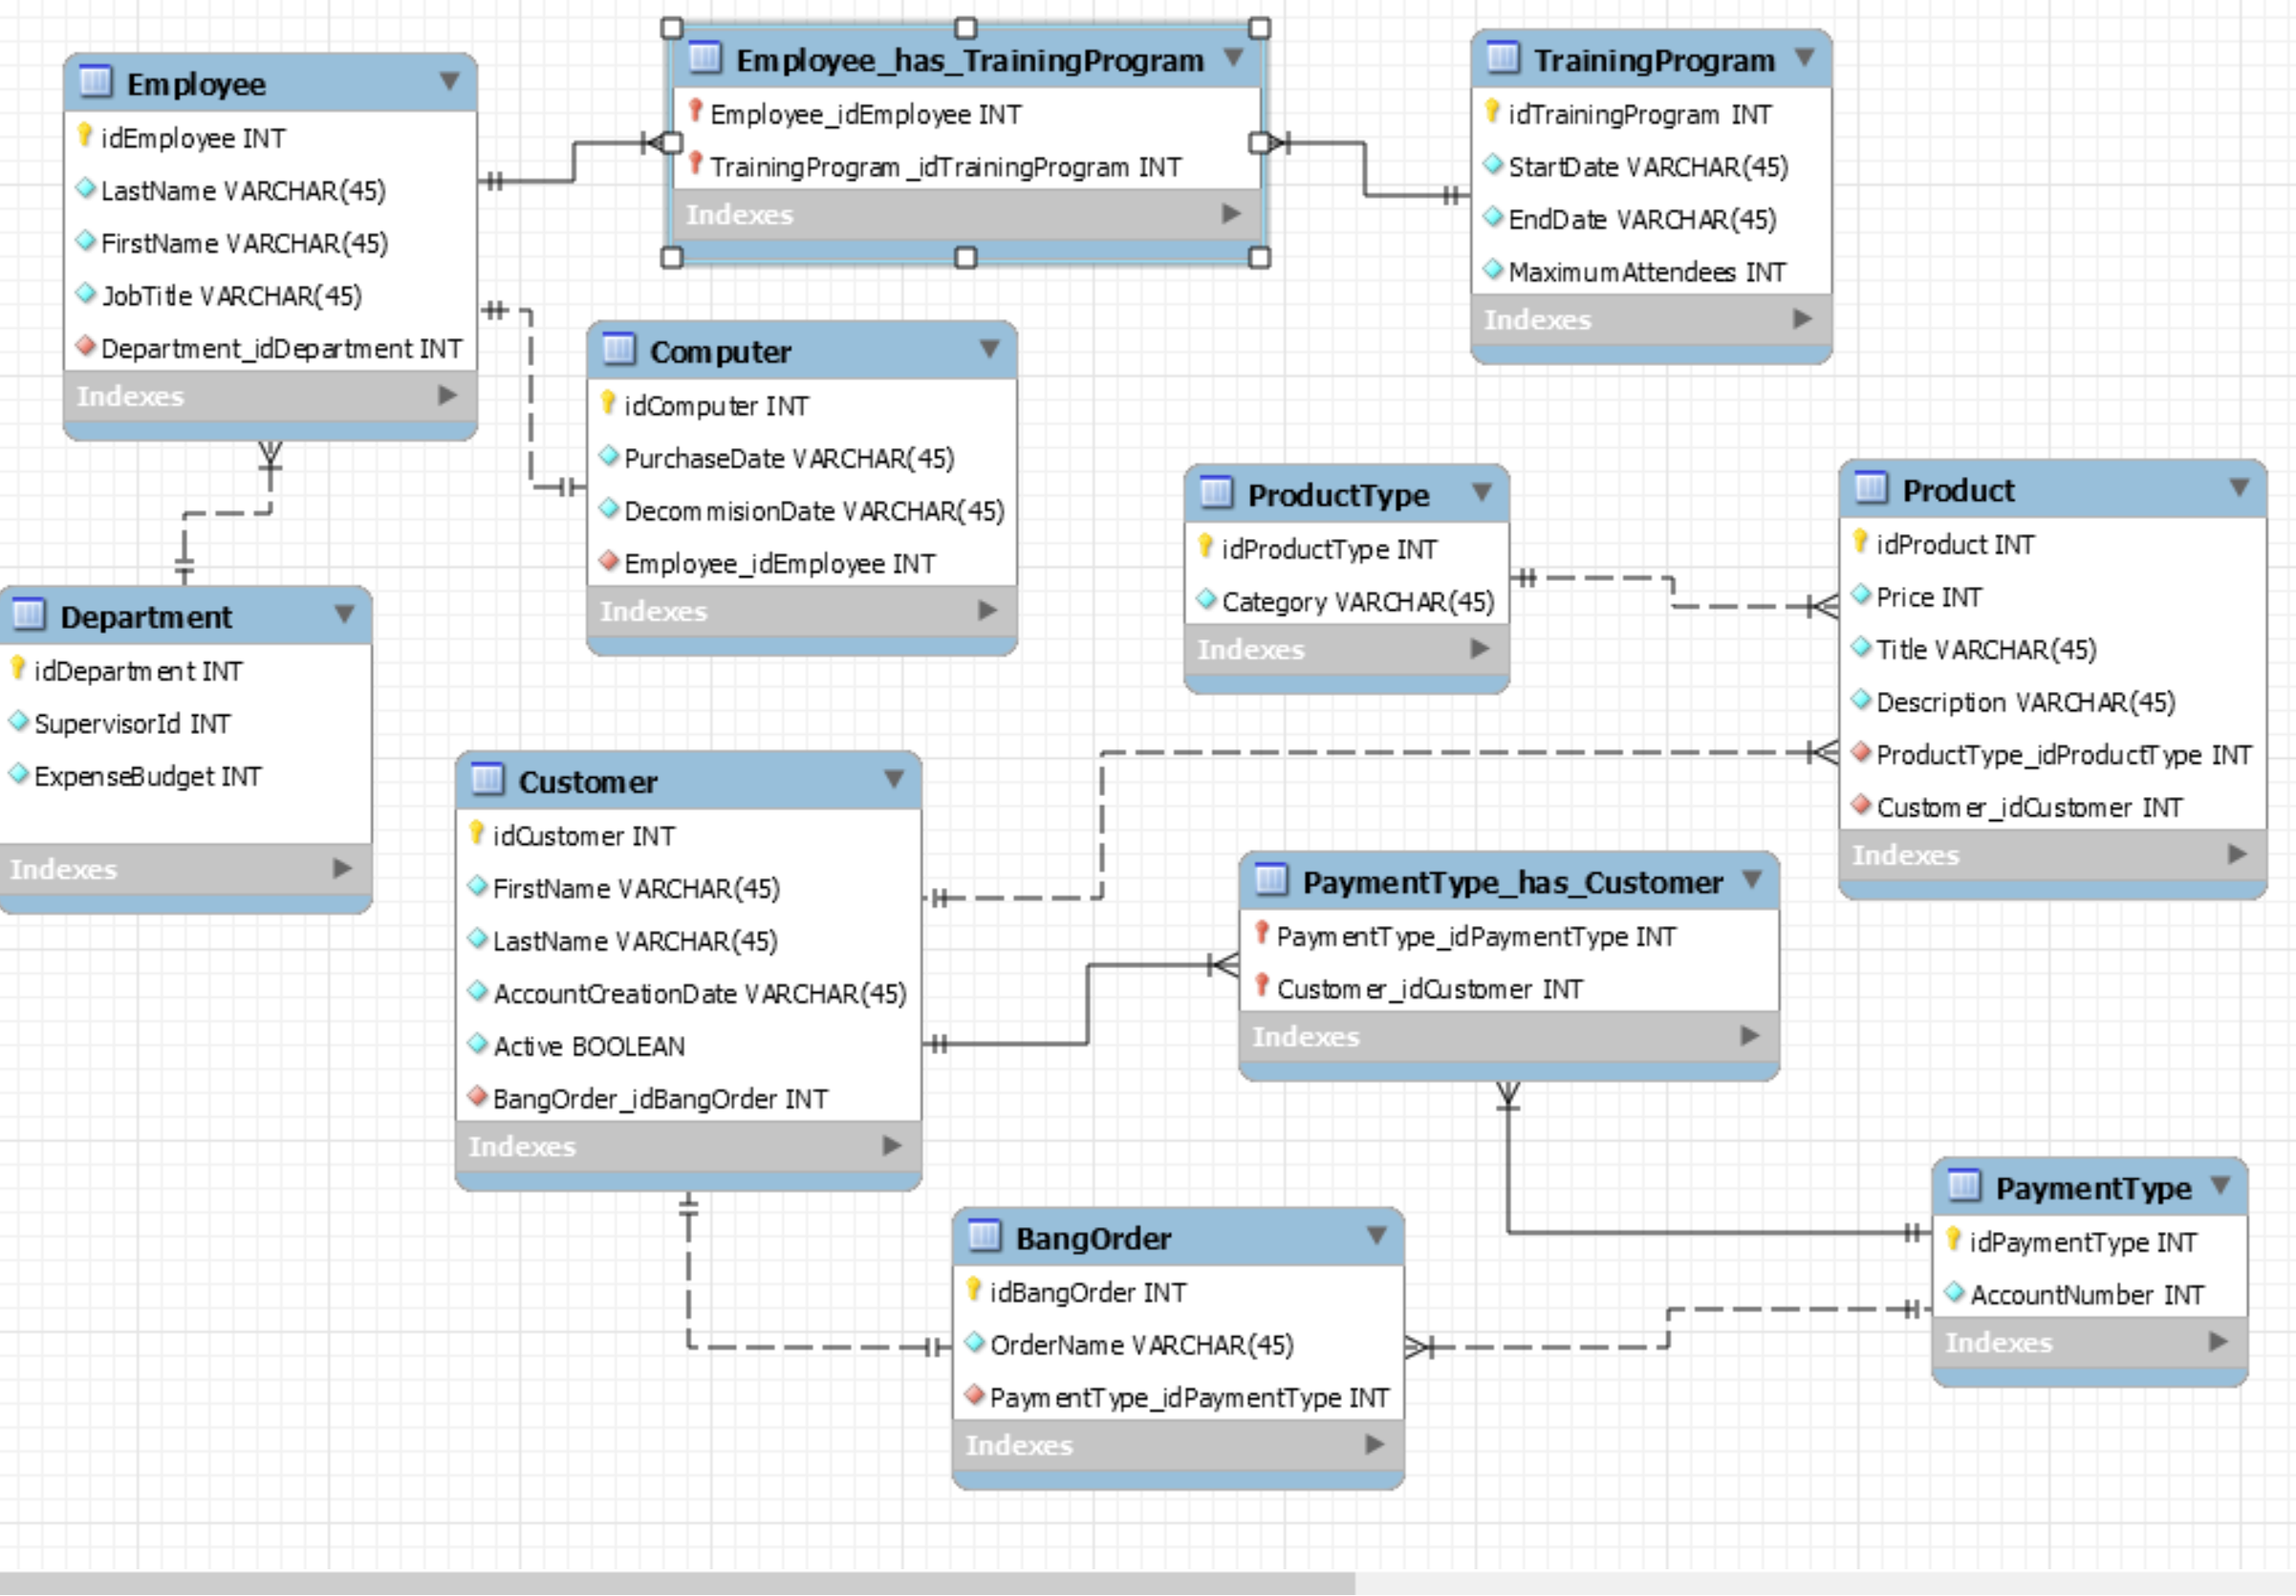 Employee
idEmployee INT
LastName VARCHAR(45)
FirstName VARCHAR(45)
JobTitle VARCHAR(45)
Department_idDepartment INT
Indexes
Employee_has_TrainingProgram
Employee_idEmployee INT
TrainingProgram_idTrainingProgram INT
Indexes
TrainingProgram
idTrainingProgram INT
StartDate VARCHAR(45)
EndDate VARCHAR(45)
MaximumAttendees INT
Indexes
Computer
idComputer INT
PurchaseDate VARCHAR(45)
DecommisionDate VARCHAR(45)
Employee_idEmployee INT
Indexes
ProductType
idProductType INT
Category VARCHAR(45)
Indexes
Product
idProduct INT
Price INT
Title VARCHAR(45)
Description VARCHAR(45)
ProductType_idProductType INT
Customer_idCustomer INT
Indexes
Department
idDepartment INT
SupervisorId INT
ExpenseBudget INT
Indexes
Customer
idCustomer INT
FirstName VARCHAR(45)
LastName VARCHAR(45)
AccountCreationDate VARCHAR(45)
Active BOOLEAN
BangOrder_idBangOrder INT
Indexes
PaymentType_has_Customer
PaymentType_idPaymentType INT
Customer_idCustomer INT
Indexes
BangOrder
idBangOrder INT
OrderName VARCHAR(45)
PaymentType_idPaymentType INT
Indexes
PaymentType
idPaymentType INT
AccountNumber INT
Indexes